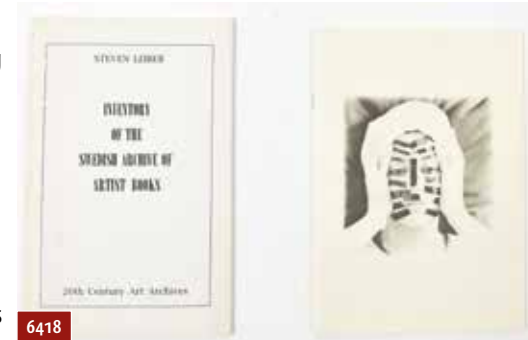 STEVEN LEIBER
INVENTORY
OF THE
SWEDISH ARCHIVE OF
ARTIST BOOKS
20th Century Art Archives
6418